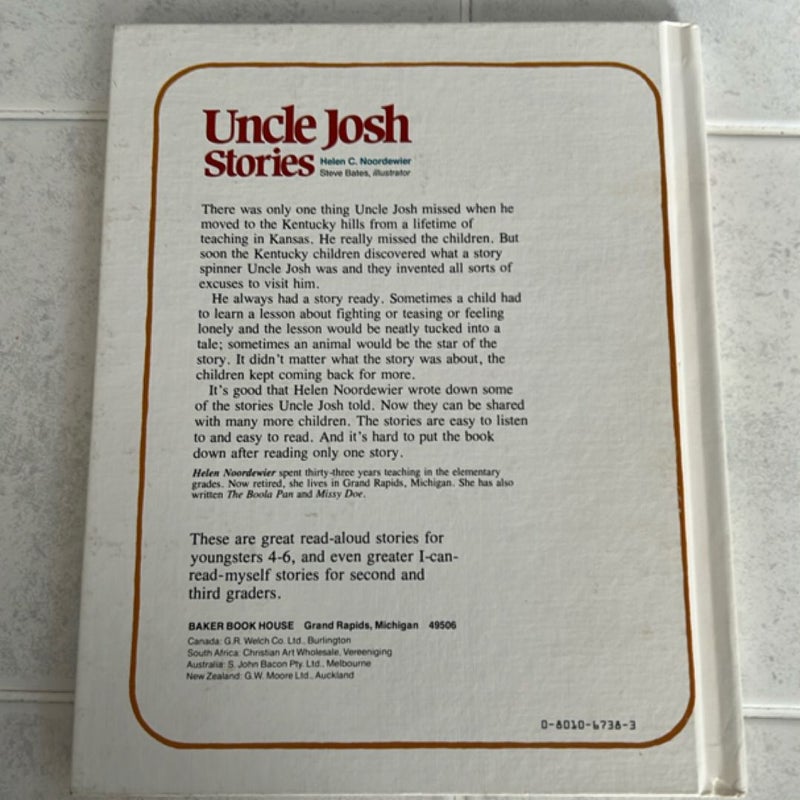 Uncle Josh
Stories Helen C. Noordewier
Steve Bates, illustrator
There was only one thing Uncle Josh missed when he
moved to the Kentucky hills from a lifetime of
teaching in Kansas. He really missed the children. But
soon the Kentucky children discovered what a story
spinner Uncle Josh was and they invented all sorts of
excuses to visit him.
He always had a story ready. Sometimes a child had
to learn a lesson about fighting or teasing or feeling
lonely and the lesson would be neatly tucked into a
tale; sometimes an animal would be the star of the
story. It didn't matter what the story was about, the
children kept coming back for more.
It's good that Helen Noordewier wrote down some
of the stories Uncle Josh told. Now they can be shared
with many more children. The stories are easy to listen
to and easy to read. And it's hard to put the book
down after reading only one story.
Helen Noordewier spent thirty-three years teaching in the elementary
grades. Now retired, she lives in Grand Rapids, Michigan. She has also
written The Boola Pan and Missy Doe.
These are great read-aloud stories for
youngsters 4-6, and even greater I-can-
read-myself stories for second and
third graders.
BAKER BOOK HOUSE Grand Rapids, Michigan 49506
Canada: G.R. Welch Co. Ltd., Burlington
South Africa: Christian Art Wholesale, Vereeniging
Australia: S. John Bacon Pty. Ltd., Melbourne
New Zealand: G.W. Moore Ltd., Auckland
0-8010-6738-3